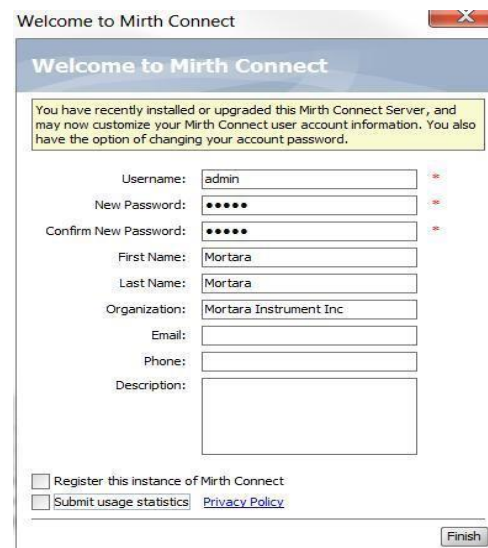 Welcome to Mirth Connect
Welcome to Mirth Connect
You have recently installed or upgraded this Mirth Connect Server, and
may now customize your Mirth Connect user account information. You also
have the option of changing your account password.
Username: admin *
New Password: ●●●●● *
Confirm New Password: ●●●●● *
First Name: Mortara
Last Name: Mortara
Organization: Mortara Instrument Inc
Email:
Phone:
Description:
Register this instance of Mirth Connect
Submit usage statistics Privacy Policy
Finish